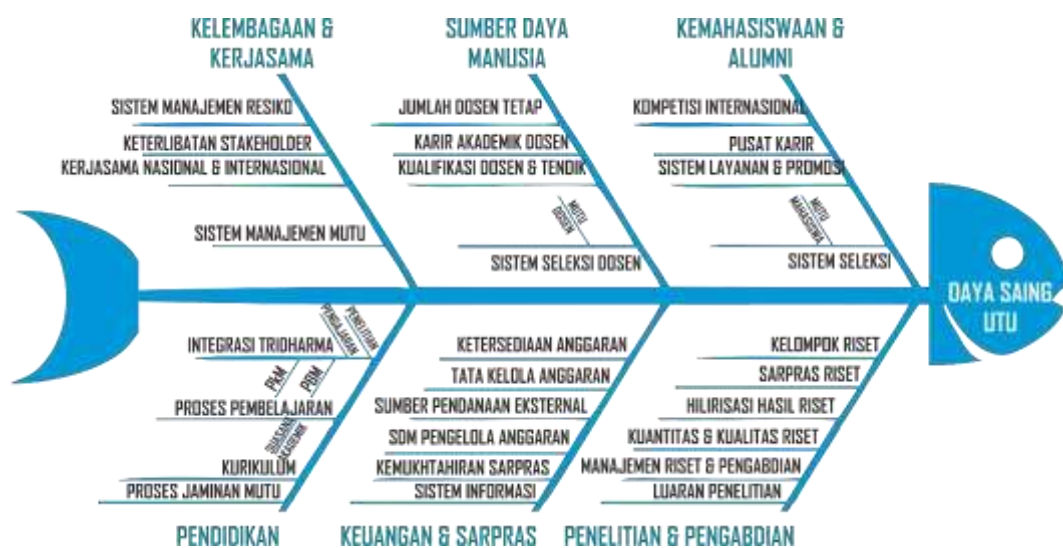 KELEMBAGAAN &
KERJASAMA
SISTEM MANAJEMEN RESIKO
KETERLIBATAN STAKEHOLDER
KERJASAMA NASIONAL & INTERNASIONAL
SISTEM MANAJEMEN MUTU
SUMBER DAYA
MANUSIA
JUMLAH DOSEN TETAP
KARIR AKADEMIK DOSEN
KUALIFIKASI DOSEN & TENDIK
MUTU
DOSEN
SISTEM SELEKSI DOSEN
KEMAHASISWAAN &
ALUMNI
KOMPETISI INTERNASIONAL
PUSAT KARIR
SISTEM LAYANAN & PROMOSI
MUTU
MAHASISWA
SISTEM SELEKSI
DAYA SAING
UTU
PENELITIAN
PENGAJARAN
INTEGRASI TRIDHARMA
PkM
PBM
PROSES PEMBELAJARAN
SUASANA
AKADEMIK
KURIKULUM
PROSES JAMINAN MUTU
PENDIDIKAN
KETERSEDIAAN ANGGARAN
TATA KELOLA ANGGARAN
SUMBER PENDANAAN EKSTERNAL
SDM PENGELOLA ANGGARAN
KEMUKHTAHIRAN SARPRAS
SISTEM INFORMASI
KEUANGAN & SARPRAS
KELOMPOK RISET
SARPRAS RISET
HILIRISASI HASIL RISET
KUANTITAS & KUALITAS RISET
MANAJEMEN RISET & PENGABDIAN
LUARAN PENELITIAN
PENELITIAN & PENGABDIAN